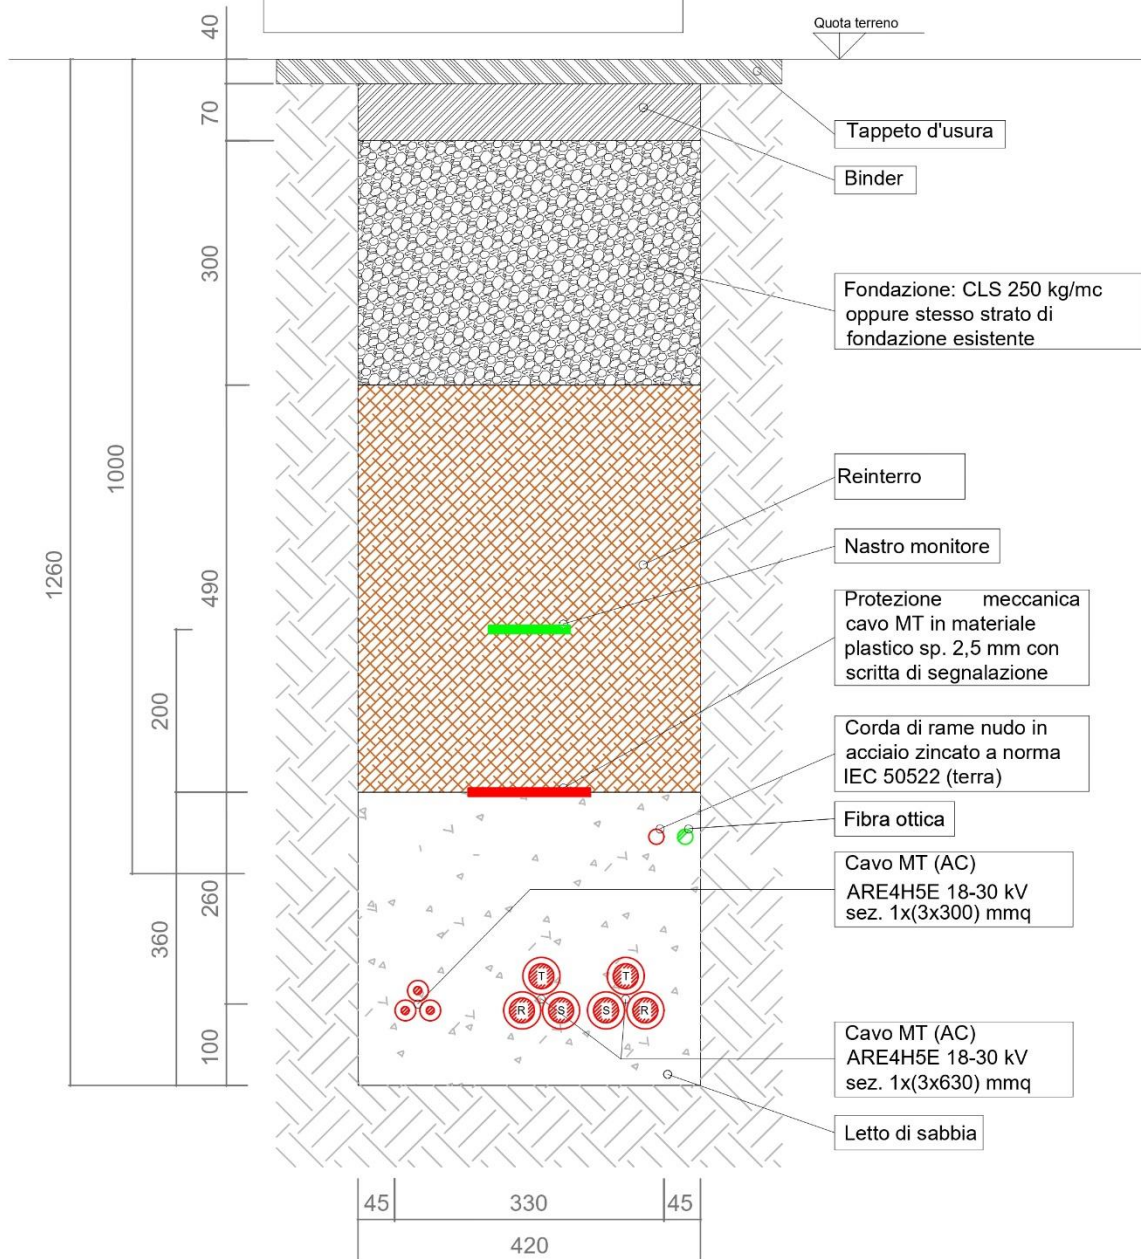 40
Quota terreno
70
Tappeto d'usura
Binder
300
Fondazione: CLS 250 kg/mc
oppure stesso strato di
fondazione esistente
1000
Reinterro
1260
490
Nastro monitore
Protezione meccanica
cavo MT in materiale
plastico sp. 2,5 mm con
scritta di segnalazione
200
Corda di rame nudo in
acciaio zincato a norma
IEC 50522 (terra)
Fibra ottica
260
360
Cavo MT (AC)
ARE4H5E 18-30 kV
sez. 1x(3x300) mmq
T T
R S S R
100
Cavo MT (AC)
ARE4H5E 18-30 kV
sez. 1x(3x630) mmq
Letto di sabbia
45 330 45
420